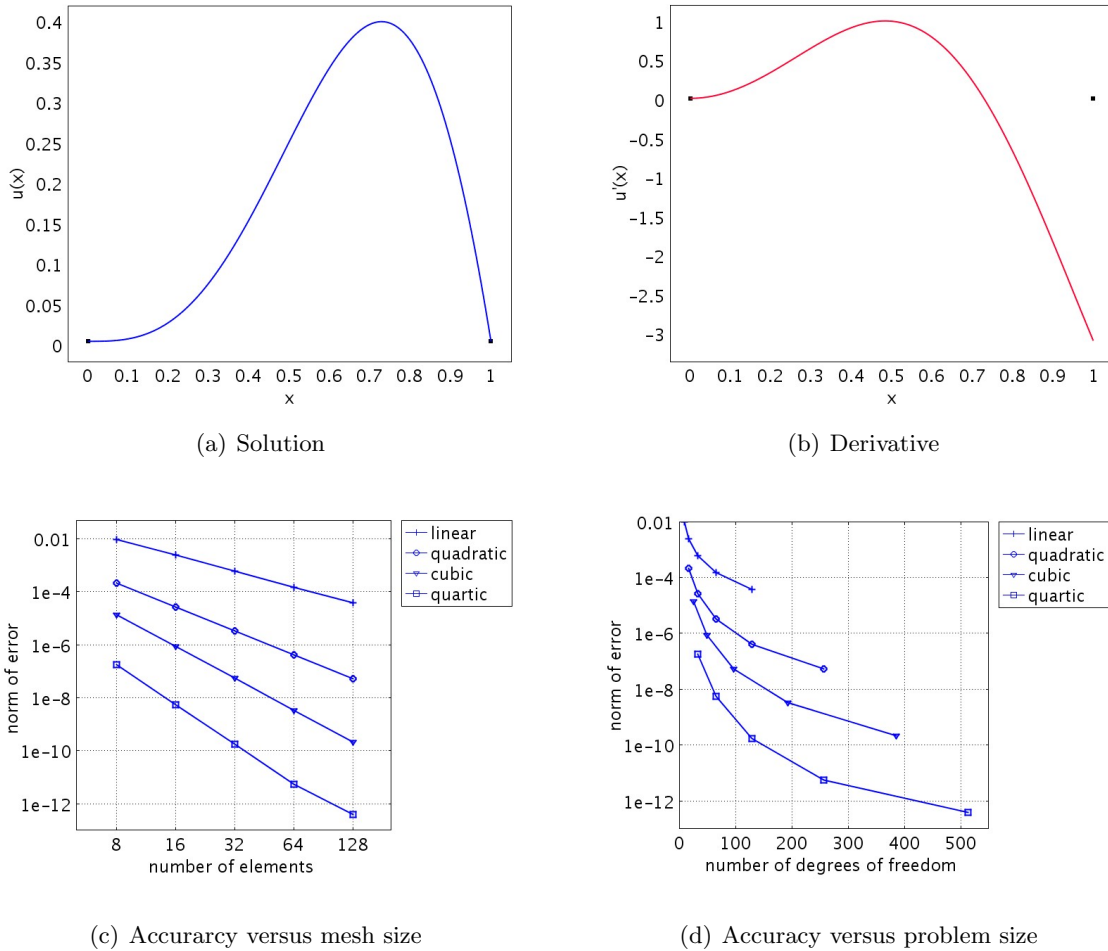 0.4
0.35
0.3
0.25
0.2
0.15
0.1
0.05
0
u(x)
0 0.1 0.2 0.3 0.4 0.5 0.6 0.7 0.8 0.9 1
x
(a) Solution
1
0.5
0
−0.5
−1
−1.5
−2
−2.5
−3
u'(x)
0 0.1 0.2 0.3 0.4 0.5 0.6 0.7 0.8 0.9 1
x
(b) Derivative
0.01
1e−4
1e−6
1e−8
1e−10
1e−12
norm of error
8 16 32 64 128
number of elements
linear
quadratic
cubic
quartic
(c) Accurarcy versus mesh size
0.01
1e−4
1e−6
1e−8
1e−10
1e−12
norm of error
0 100 200 300 400 500
number of degrees of freedom
linear
quadratic
cubic
quartic
(d) Accuracy versus problem size